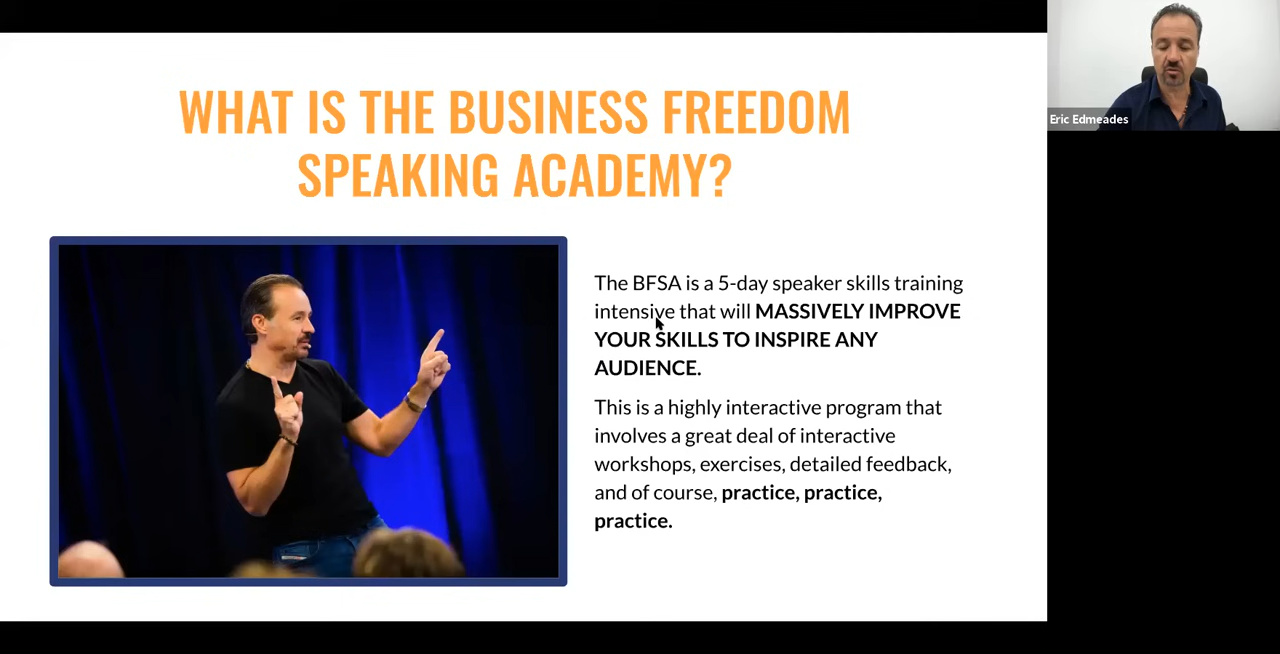 WHAT IS THE BUSINESS FREEDOM
SPEAKING ACADEMY?
Eric Edmeades
The BFSA is a 5-day speaker skills training
intensive that will MASSIVELY IMPROVE
YOUR SKILLS TO INSPIRE ANY
AUDIENCE.
This is a highly interactive program that
involves a great deal of interactive
workshops, exercises, detailed feedback,
and of course, practice, practice,
practice.